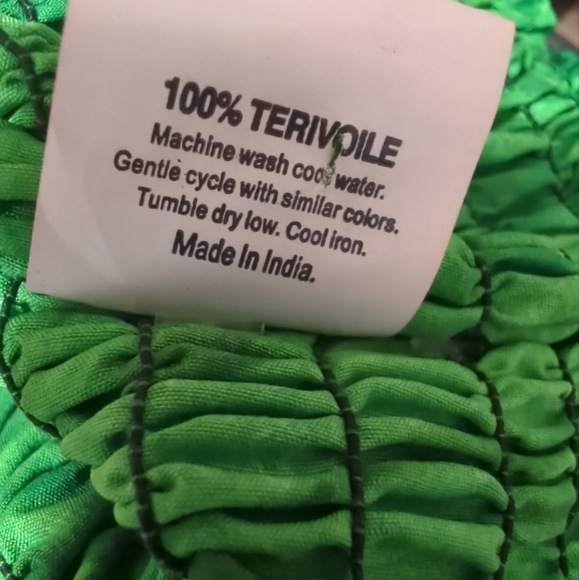 100% TERIVOILE
Machine wash cool water.
Gentle cycle with similar colors.
Tumble dry low. Cool iron.
Made In India.